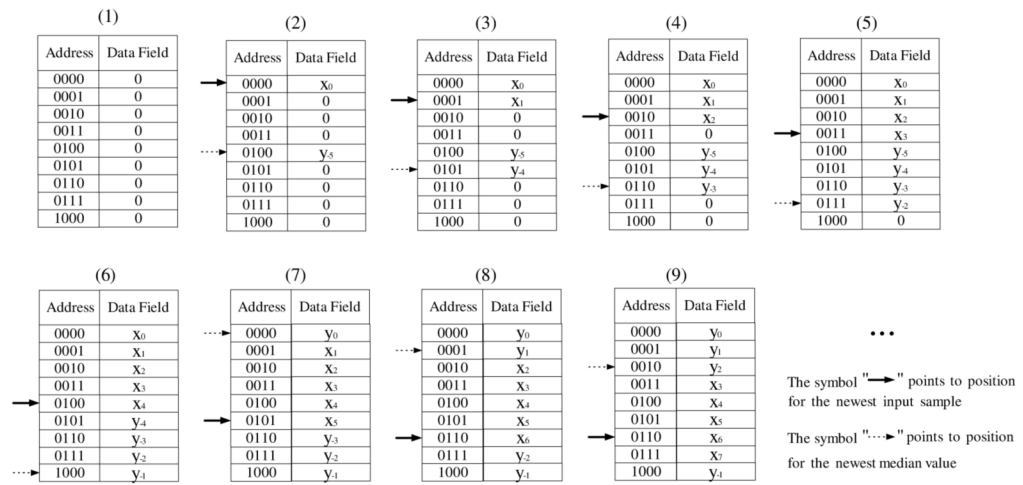 (1)
Address Data Field
0000 0
0001 0
0010 0
0011 0
0100 0
0101 0
0110 0
0111 0
1000 0
(2)
Address Data Field
0000 x0
0001 0
0010 0
0011 0
0100 y-5
0101 0
0110 0
0111 0
1000 0
(3)
Address Data Field
0000 x0
0001 x1
0010 0
0011 0
0100 y-5
0101 y-4
0110 0
0111 0
1000 0
(4)
Address Data Field
0000 x0
0001 x1
0010 x2
0011 0
0100 y-5
0101 y-4
0110 y-3
0111 0
1000 0
(5)
Address Data Field
0000 x0
0001 x1
0010 x2
0011 x3
0100 y-5
0101 y-4
0110 y-3
0111 y-2
1000 0
(6)
Address Data Field
0000 x0
0001 x1
0010 x2
0011 x3
0100 x4
0101 y-4
0110 y-3
0111 y-2
1000 y-1
(7)
Address Data Field
0000 y0
0001 x1
0010 x2
0011 x3
0100 x4
0101 x5
0110 y-3
0111 y-2
1000 y-1
(8)
Address Data Field
0000 y0
0001 y1
0010 x2
0011 x3
0100 x4
0101 x5
0110 x6
0111 y-2
1000 y-1
(9)
Address Data Field
0000 y0
0001 y1
0010 y2
0011 x3
0100 x4
0101 x5
0110 x6
0111 x7
1000 y-1
•••
The symbol "→" points to position
for the newest input sample
The symbol "⇢" points to position
for the newest median value